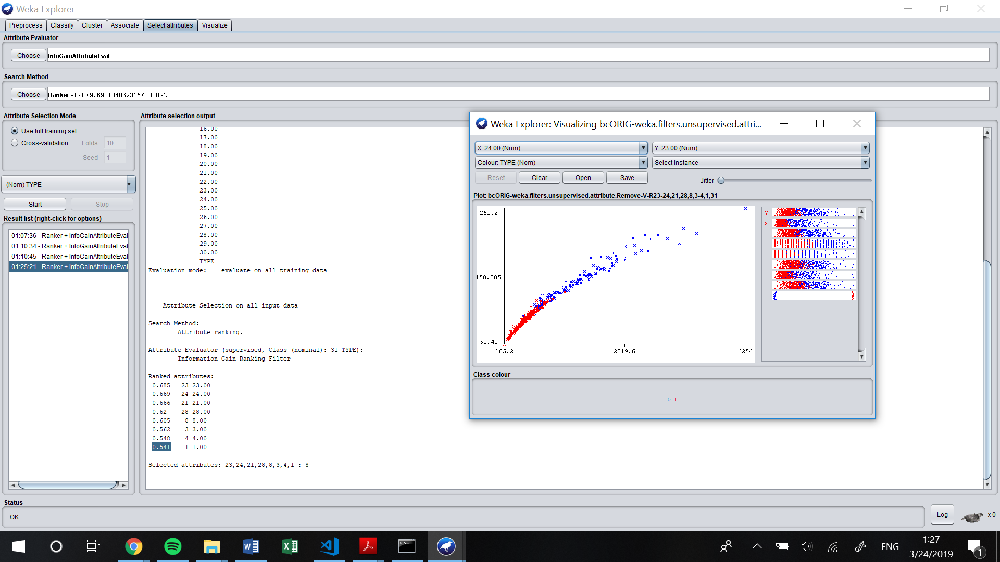 Weka Explorer
Preprocess Classify Cluster Associate Select attributes Visualize
Attribute Evaluator
Choose InfoGainAttributeEval
Search Method
Choose Ranker -T -1.7976931348623157E308 -N 8
Attribute Selection Mode
Use full training set
Cross-validation Folds 10
Seed 1
(Nom) TYPE
Start Stop
Result list (right-click for options)
01:07:36 - Ranker + InfoGainAttributeEval
01:10:34 - Ranker + InfoGainAttributeEval
01:10:45 - Ranker + InfoGainAttributeEval
01:25:21 - Ranker + InfoGainAttributeEval
Attribute selection output
16.00
17.00
18.00
19.00
20.00
21.00
22.00
23.00
24.00
25.00
26.00
27.00
28.00
29.00
30.00
TYPE
Evaluation mode: evaluate on all training data
=== Attribute Selection on all input data ===
Search Method:
Attribute ranking.
Attribute Evaluator (supervised, Class (nominal): 31 TYPE):
Information Gain Ranking Filter
Ranked attributes:
0.685 23 23.00
0.669 24 24.00
0.666 21 21.00
0.62 28 28.00
0.605 8 8.00
0.562 3 3.00
0.548 4 4.00
0.541 1 1.00
Selected attributes: 23,24,21,28,8,3,4,1 : 8
Weka Explorer: Visualizing bcORIG-weka.filters.unsupervised.attri...
X: 24.00 (Num) Y: 23.00 (Num)
Colour: TYPE (Nom) Select Instance
Reset Clear Open Save Jitter
Plot: bcORIG-weka.filters.unsupervised.attribute.Remove-V-R23-24,21,28,8,3-4,1,31
251.2
150.805
50.41
185.2 2219.6 4254
Y
X
Class colour
0 1
Status
OK
Log x 0
ENG
1:27
3/24/2019
1